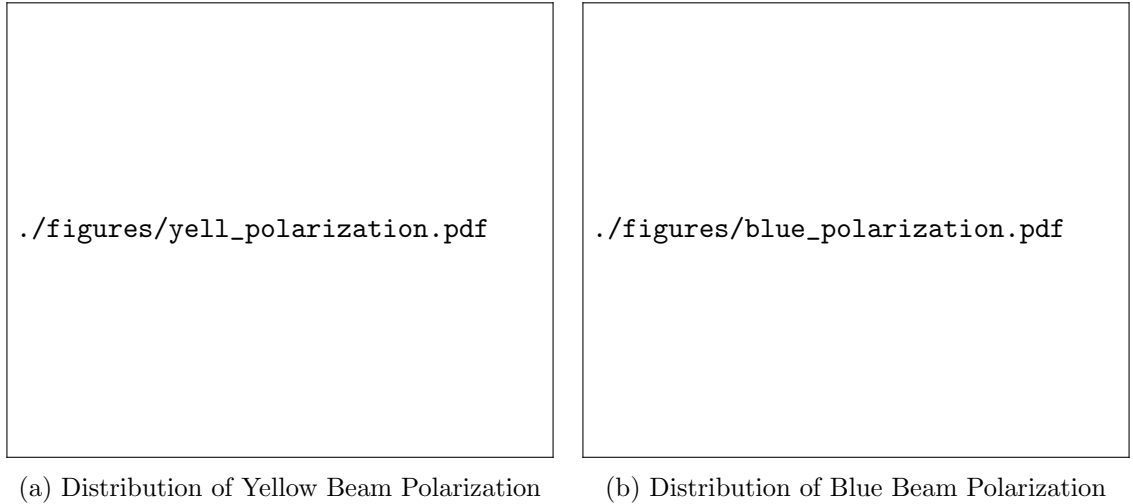 ./figures/yell_polarization.pdf
./figures/blue_polarization.pdf
(a) Distribution of Yellow Beam Polarization
(b) Distribution of Blue Beam Polarization